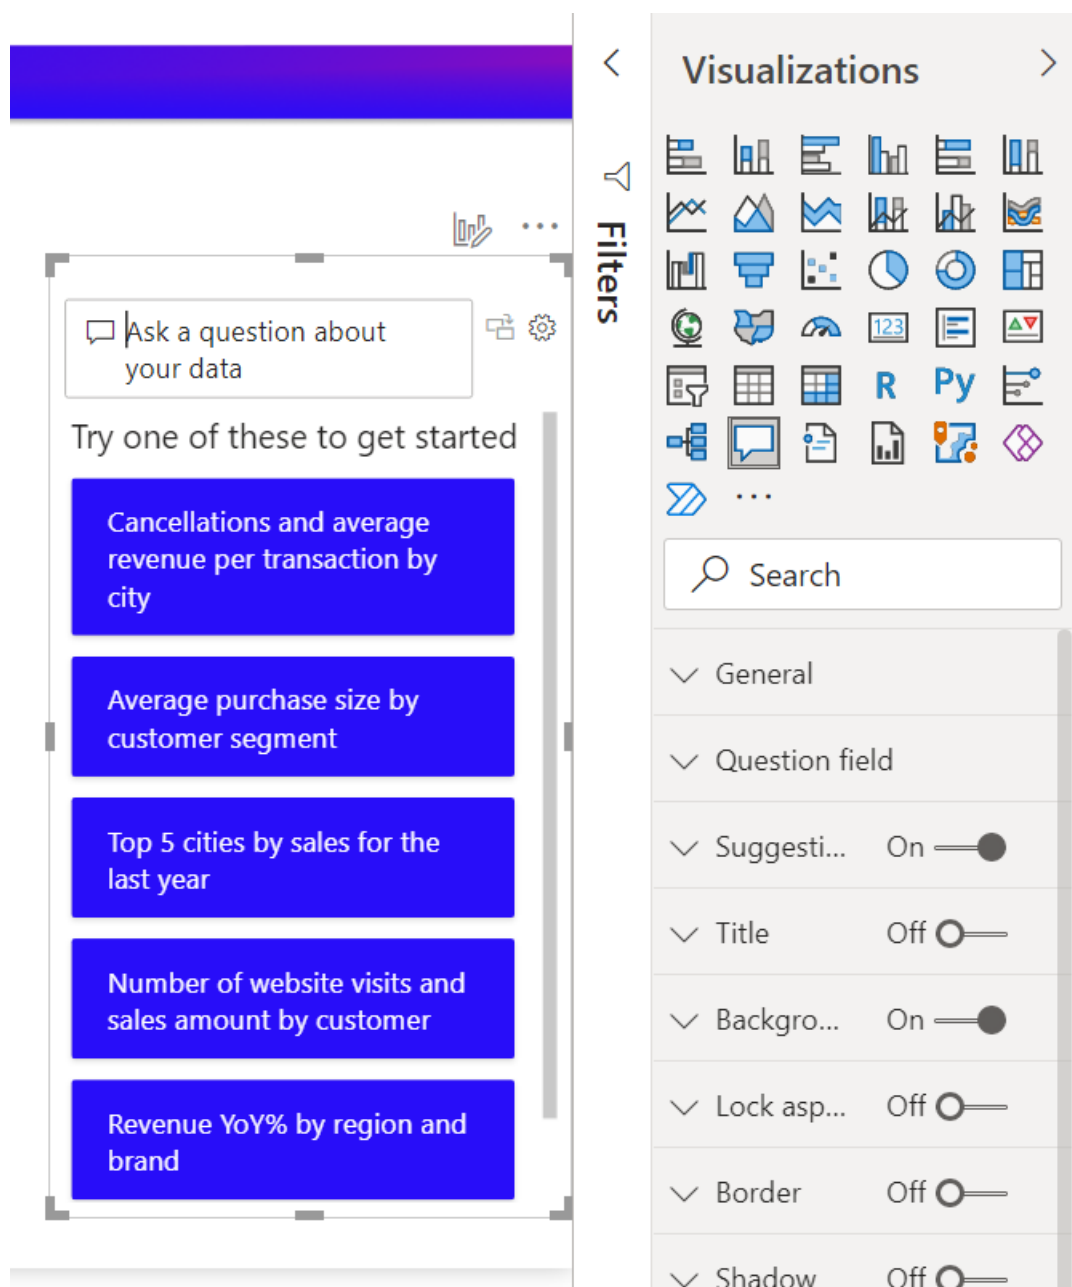 Ask a question about
your data
Try one of these to get started
Cancellations and average
revenue per transaction by
city
Average purchase size by
customer segment
Top 5 cities by sales for the
last year
Number of website visits and
sales amount by customer
Revenue YoY% by region and
brand
Filters
Visualizations
123
R
Py
Search
General
Question field
Suggesti... On
Title Off
Backgro... On
Lock asp... Off
Border Off
Shadow Off